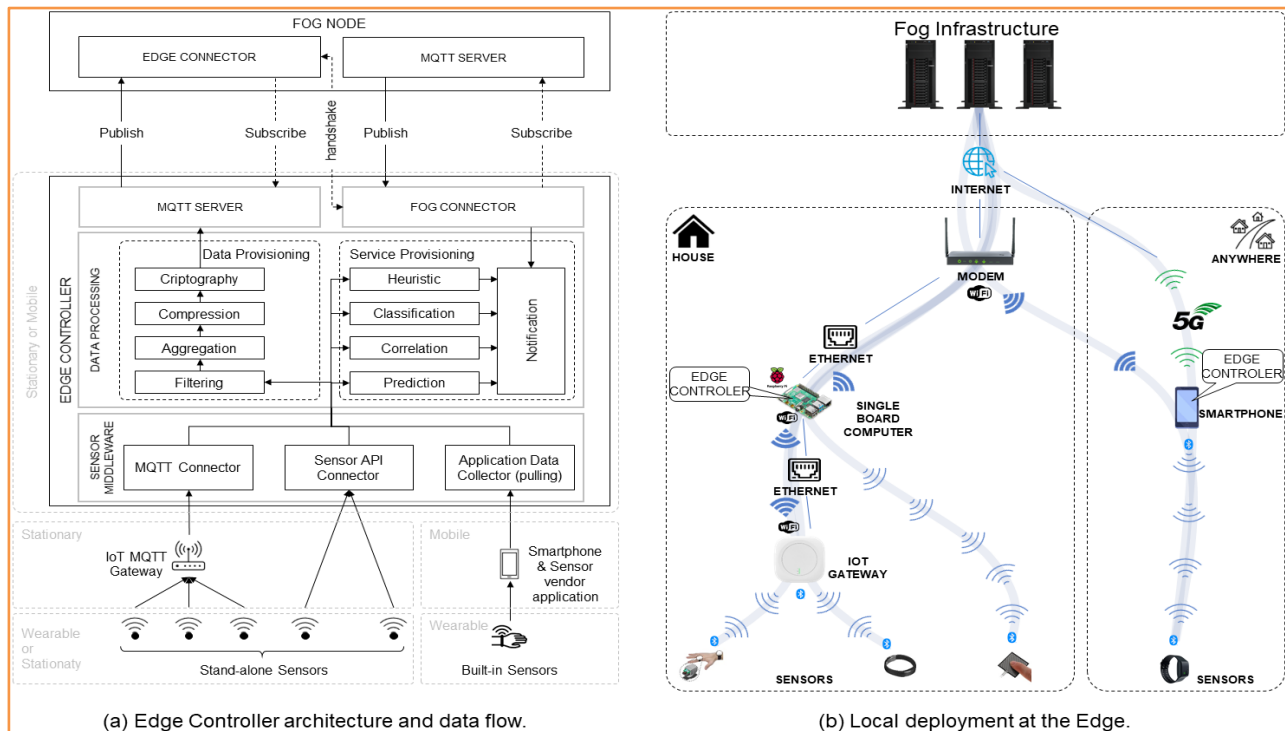 FOG NODE
EDGE CONNECTOR
MQTT SERVER
Publish
Subscribe
handshake
Publish
Subscribe
Stationary or Mobile
EDGE CONTROLLER
MQTT SERVER
FOG CONNECTOR
DATA PROCESSING
Data Provisioning
Criptography
Compression
Aggregation
Filtering
Service Provisioning
Heuristic
Classification
Correlation
Prediction
Notification
SENSOR
MIDDLEWARE
MQTT Connector
Sensor API
Connector
Application Data
Collector (pulling)
Stationary
IoT MQTT
Gateway
Mobile
Smartphone
& Sensor
vendor
application
Wearable
or
Stationaty
Stand-alone Sensors
Wearable
Built-in Sensors
(a) Edge Controller architecture and data flow.
Fog Infrastructure
INTERNET
HOUSE
MODEM
WiFi
ANYWHERE
5G
ETHERNET
EDGE
CONTROLER
Raspberry Pi
SINGLE
BOARD
COMPUTER
WiFi
EDGE
CONTROLER
SMARTPHONE
ETHERNET
WiFi
IOT
GATEWAY
SENSORS
SENSORS
(b) Local deployment at the Edge.